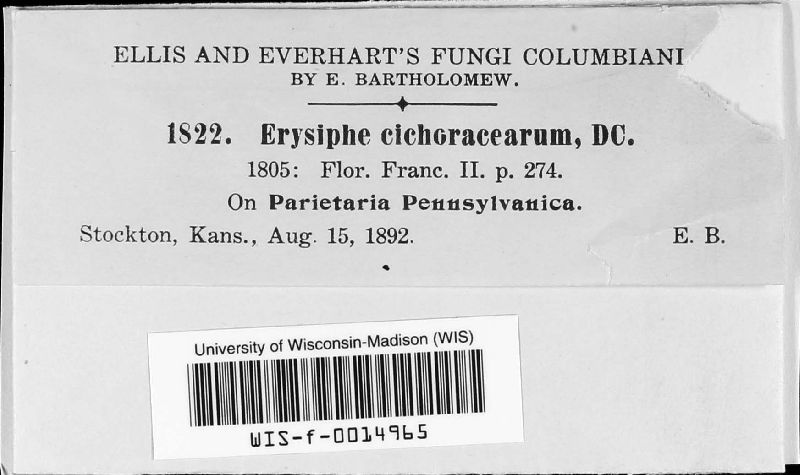 ELLIS AND EVERHART'S FUNGI COLUMBIANI
BY E. BARTHOLOMEW.
1822. Erysiphe cichoracearum, DC.
1805: Flor. Franc. II. p. 274.
On Parietaria Pennsylvanica.
Stockton, Kans., Aug. 15, 1892. E. B.
University of Wisconsin-Madison (WIS)
WIS-f-0014965